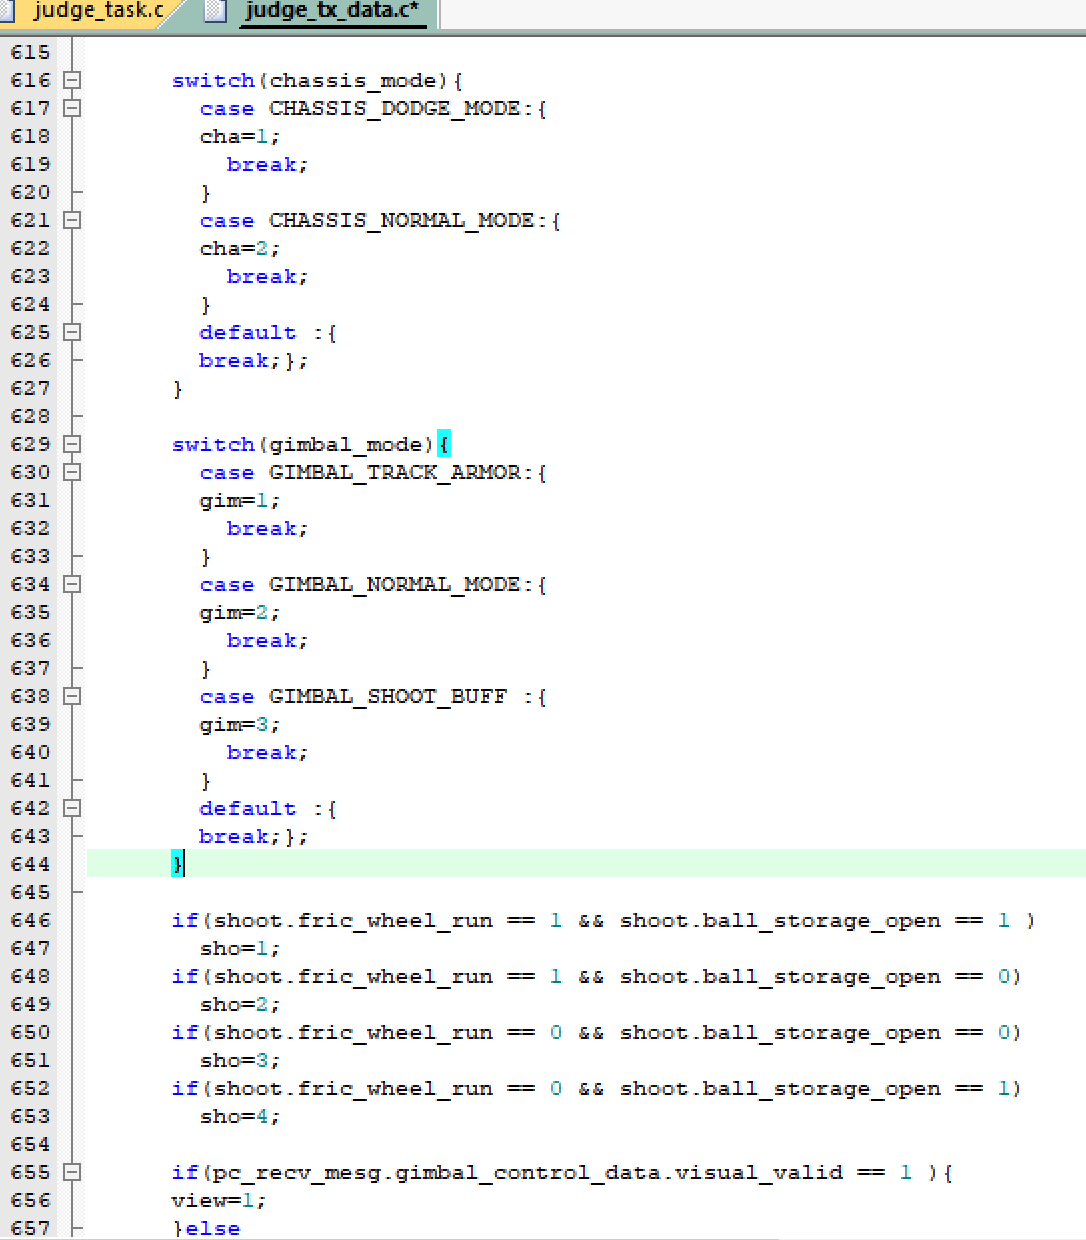 judge_task.c judge_tx_data.c*
615
616 switch(chassis_mode){
617 case CHASSIS_DODGE_MODE:{
618 cha=1;
619 break;
620 }
621 case CHASSIS_NORMAL_MODE:{
622 cha=2;
623 break;
624 }
625 default :{
626 break;};
627 }
628
629 switch(gimbal_mode){
630 case GIMBAL_TRACK_ARMOR:{
631 gim=1;
632 break;
633 }
634 case GIMBAL_NORMAL_MODE:{
635 gim=2;
636 break;
637 }
638 case GIMBAL_SHOOT_BUFF :{
639 gim=3;
640 break;
641 }
642 default :{
643 break;};
644 }
645
646 if(shoot.fric_wheel_run == 1 && shoot.ball_storage_open == 1 )
647 sho=1;
648 if(shoot.fric_wheel_run == 1 && shoot.ball_storage_open == 0)
649 sho=2;
650 if(shoot.fric_wheel_run == 0 && shoot.ball_storage_open == 0)
651 sho=3;
652 if(shoot.fric_wheel_run == 0 && shoot.ball_storage_open == 1)
653 sho=4;
654
655 if(pc_recv_mesg.gimbal_control_data.visual_valid == 1 ){
656 view=1;
657 }else